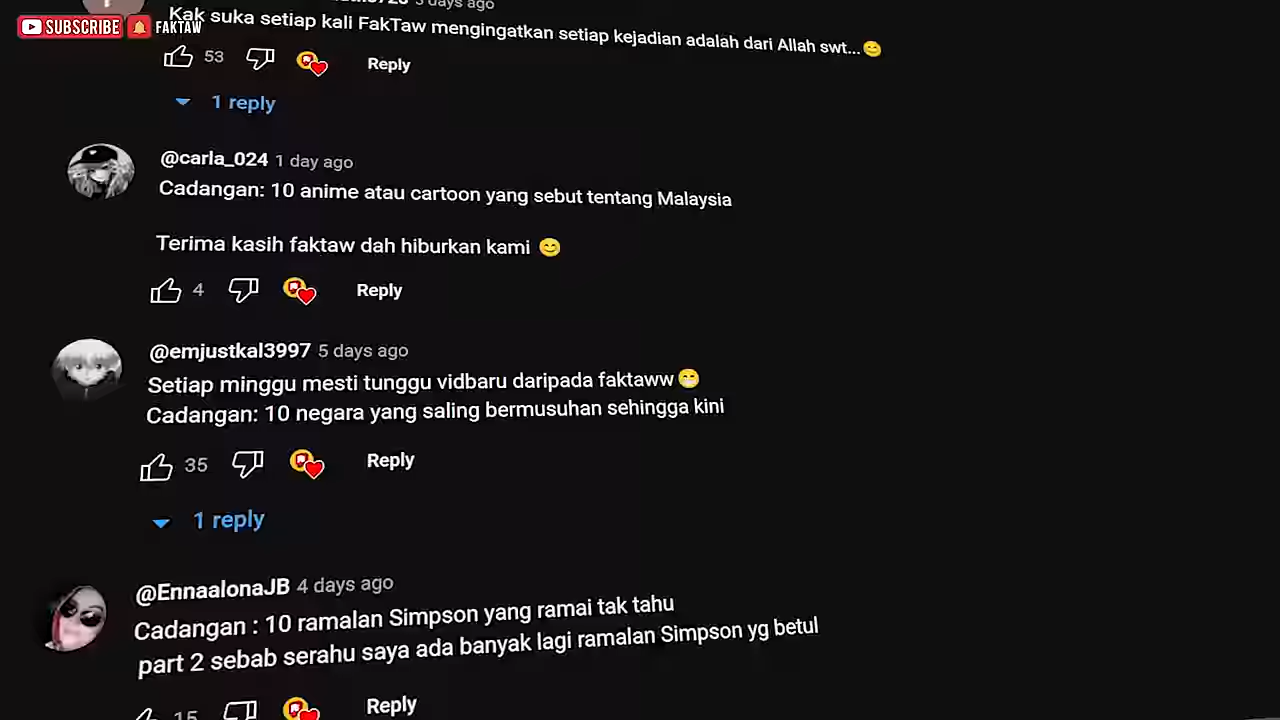 days ago
SUBSCRIBE FAKTAW
Kak suka setiap kali FakTaw mengingatkan setiap kejadian adalah dari Allah swt...😊
53 Reply
1 reply
@carla_024 1 day ago
Cadangan: 10 anime atau cartoon yang sebut tentang Malaysia
Terima kasih faktaw dah hiburkan kami 😊
4 Reply
@emjustkal3997 5 days ago
Setiap minggu mesti tunggu vidbaru daripada faktaww😁
Cadangan: 10 negara yang saling bermusuhan sehingga kini
35 Reply
1 reply
@EnnaalonaJB 4 days ago
Cadangan : 10 ramalan Simpson yang ramai tak tahu
part 2 sebab serahu saya ada banyak lagi ramalan Simpson yg betul
15 Reply